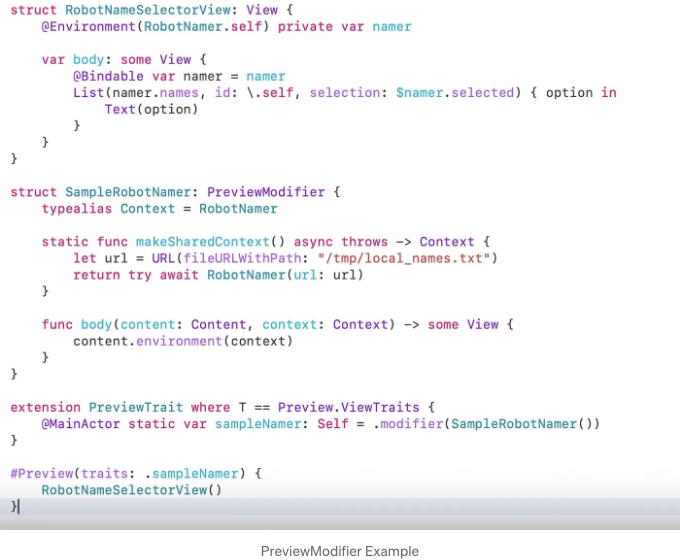 struct RobotNameSelectorView: View {
    @Environment(RobotNamer.self) private var namer

    var body: some View {
        @Bindable var namer = namer
        List(namer.names, id: \.self, selection: $namer.selected) { option in
            Text(option)
        }
    }
}

struct SampleRobotNamer: PreviewModifier {
    typealias Context = RobotNamer

    static func makeSharedContext() async throws -> Context {
        let url = URL(fileURLWithPath: "/tmp/local_names.txt")
        return try await RobotNamer(url: url)
    }

    func body(content: Content, context: Context) -> some View {
        content.environment(context)
    }
}

extension PreviewTrait where T == Preview.ViewTraits {
    @MainActor static var sampleNamer: Self = .modifier(SampleRobotNamer())
}

#Preview(traits: .sampleNamer) {
    RobotNameSelectorView()
}
PreviewModifier Example